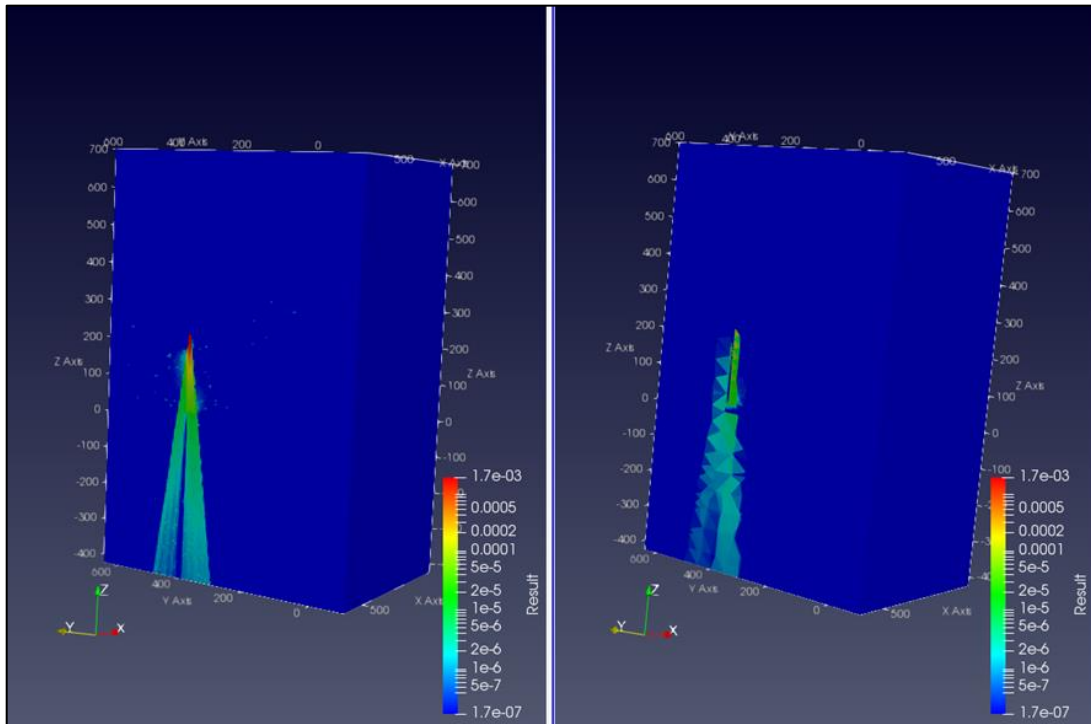 600 400 Y Axis 200 0
700 500 X Axis 700
600 600
500 500
400 400
300 300
200 200
Z Axis 100 Z Axis 100
0 0
-100 -100
-200
-300
-400
600 400 Y Axis 200 0 500 X Axis
Z
Y X
1.7e-03
0.0005
0.0002
0.0001
5e-5
2e-5
1e-5
5e-6
2e-6
1e-6
5e-7
1.7e-07
Result
600 400 Axis 200 0
700 500 X Axis 700
600 600
500 500
400 400
300 300
200 200
Z Axis 100 Z Axis 100
0 0
-100 -100
-200
-300
-400
600 400 Y Axis 200 0 500 X Axis
Z
Y X
1.7e-03
0.0005
0.0002
0.0001
5e-5
2e-5
1e-5
5e-6
2e-6
1e-6
5e-7
1.7e-07
Result